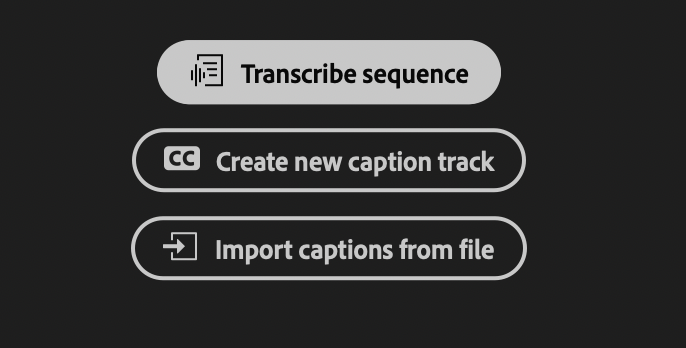 Transcribe sequence
CC Create new caption track
Import captions from file